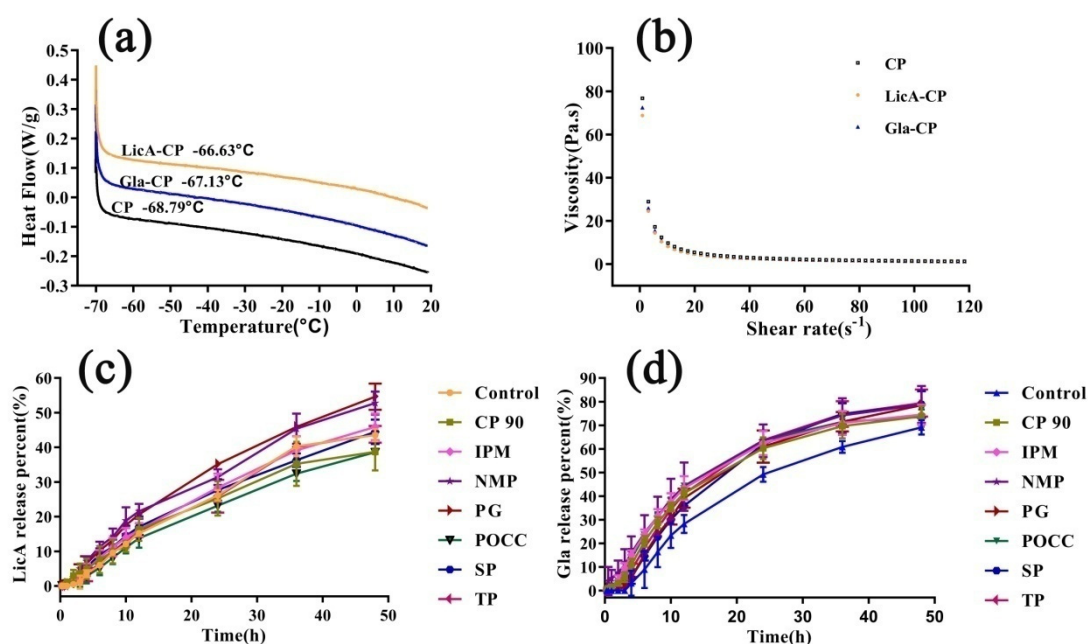 (a)
0.5
0.4
0.3
0.2
0.1
0.0
-0.1
-0.2
-0.3
Heat Flow(W/g)
LicA-CP -66.63°C
Gla-CP -67.13°C
CP -68.79°C
-70 -60 -50 -40 -30 -20 -10 0 10 20
Temperature(°C)
(b)
100
80
60
40
20
0
Viscosity(Pa.s)
CP
LicA-CP
Gla-CP
0 20 40 60 80 100 120
Shear rate(s⁻¹)
(c)
60
50
40
30
20
10
0
LicA release percent(%)
0 10 20 30 40 50
Time(h)
Control
CP 90
IPM
NMP
PG
POCC
SP
TP
(d)
90
80
70
60
50
40
30
20
10
0
Gla release percent(%)
0 10 20 30 40 50
Time(h)
Control
CP 90
IPM
NMP
PG
POCC
SP
TP